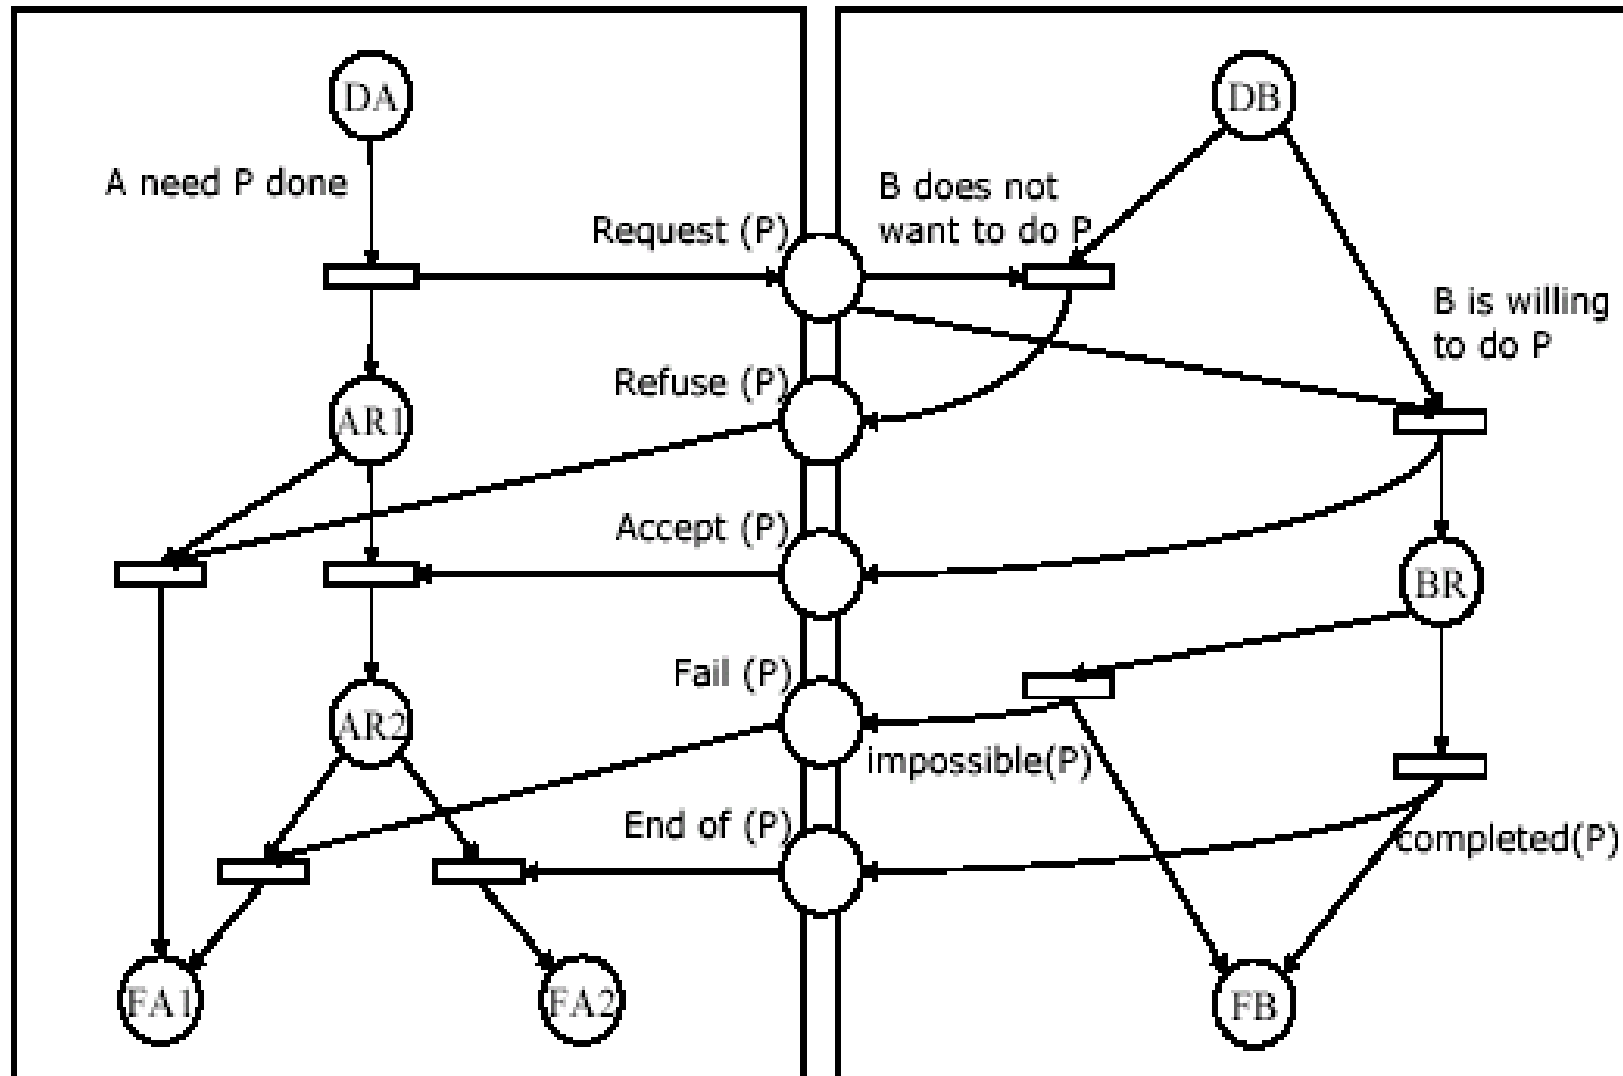 DA
DB
A need P done
B does not
want to do P
Request (P)
B is willing
to do P
Refuse (P)
AR1
Accept (P)
BR
Fail (P)
AR2
impossible(P)
End of (P)
completed(P)
FA1
FA2
FB